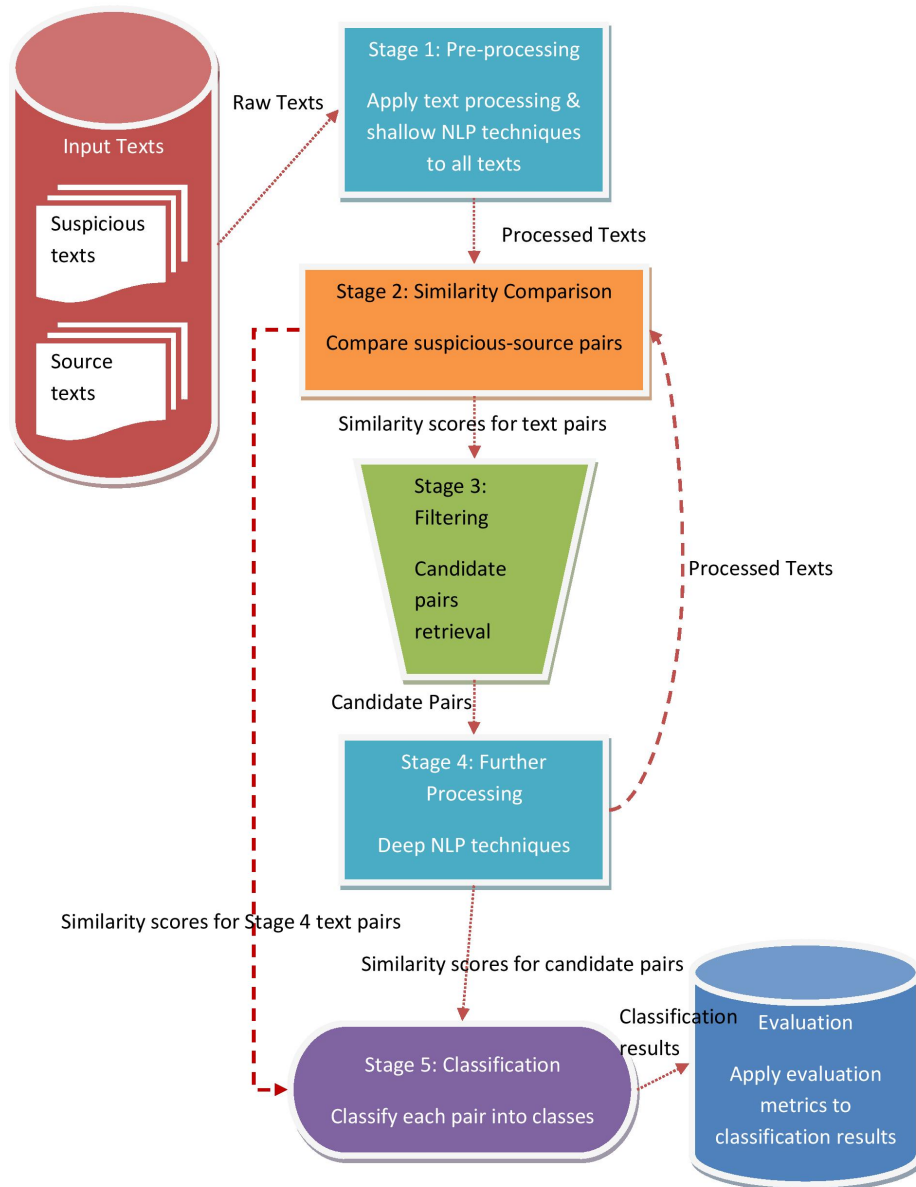 Input Texts
Suspicious
texts
Source
texts
Raw Texts
Stage 1: Pre-processing
Apply text processing &
shallow NLP techniques
to all texts
Processed Texts
Stage 2: Similarity Comparison
Compare suspicious-source pairs
Similarity scores for text pairs
Stage 3:
Filtering
Candidate
pairs
retrieval
Processed Texts
Candidate Pairs
Stage 4: Further
Processing
Deep NLP techniques
Similarity scores for Stage 4 text pairs
Similarity scores for candidate pairs
Stage 5: Classification
Classify each pair into classes
Classification
results
Evaluation
Apply evaluation
metrics to
classification results